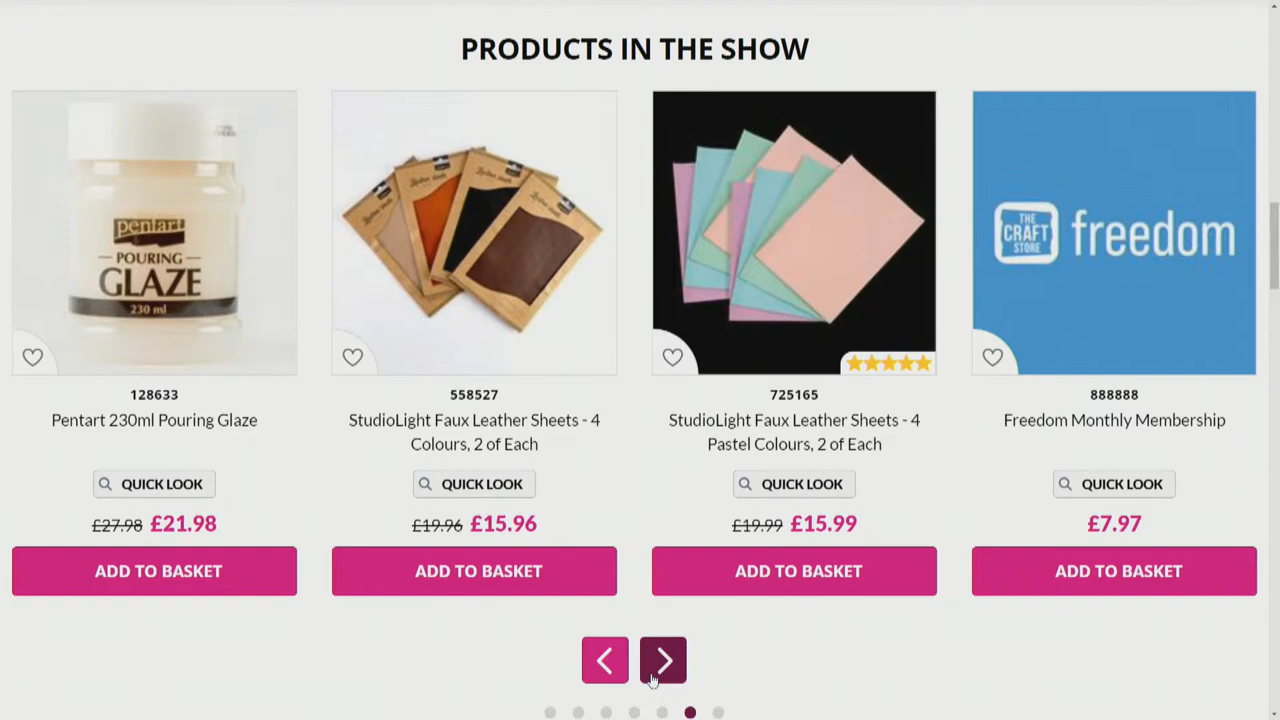 PRODUCTS IN THE SHOW
pentart
POURING
GLAZE
230 ml
THE
CRAFT
STORE
freedom
128633
558527
725165
888888
Pentart 230ml Pouring Glaze
StudioLight Faux Leather Sheets - 4
Colours, 2 of Each
StudioLight Faux Leather Sheets - 4
Pastel Colours, 2 of Each
Freedom Monthly Membership
QUICK LOOK
QUICK LOOK
QUICK LOOK
QUICK LOOK
£27.98 £21.98
£19.96 £15.96
£19.99 £15.99
£7.97
ADD TO BASKET
ADD TO BASKET
ADD TO BASKET
ADD TO BASKET